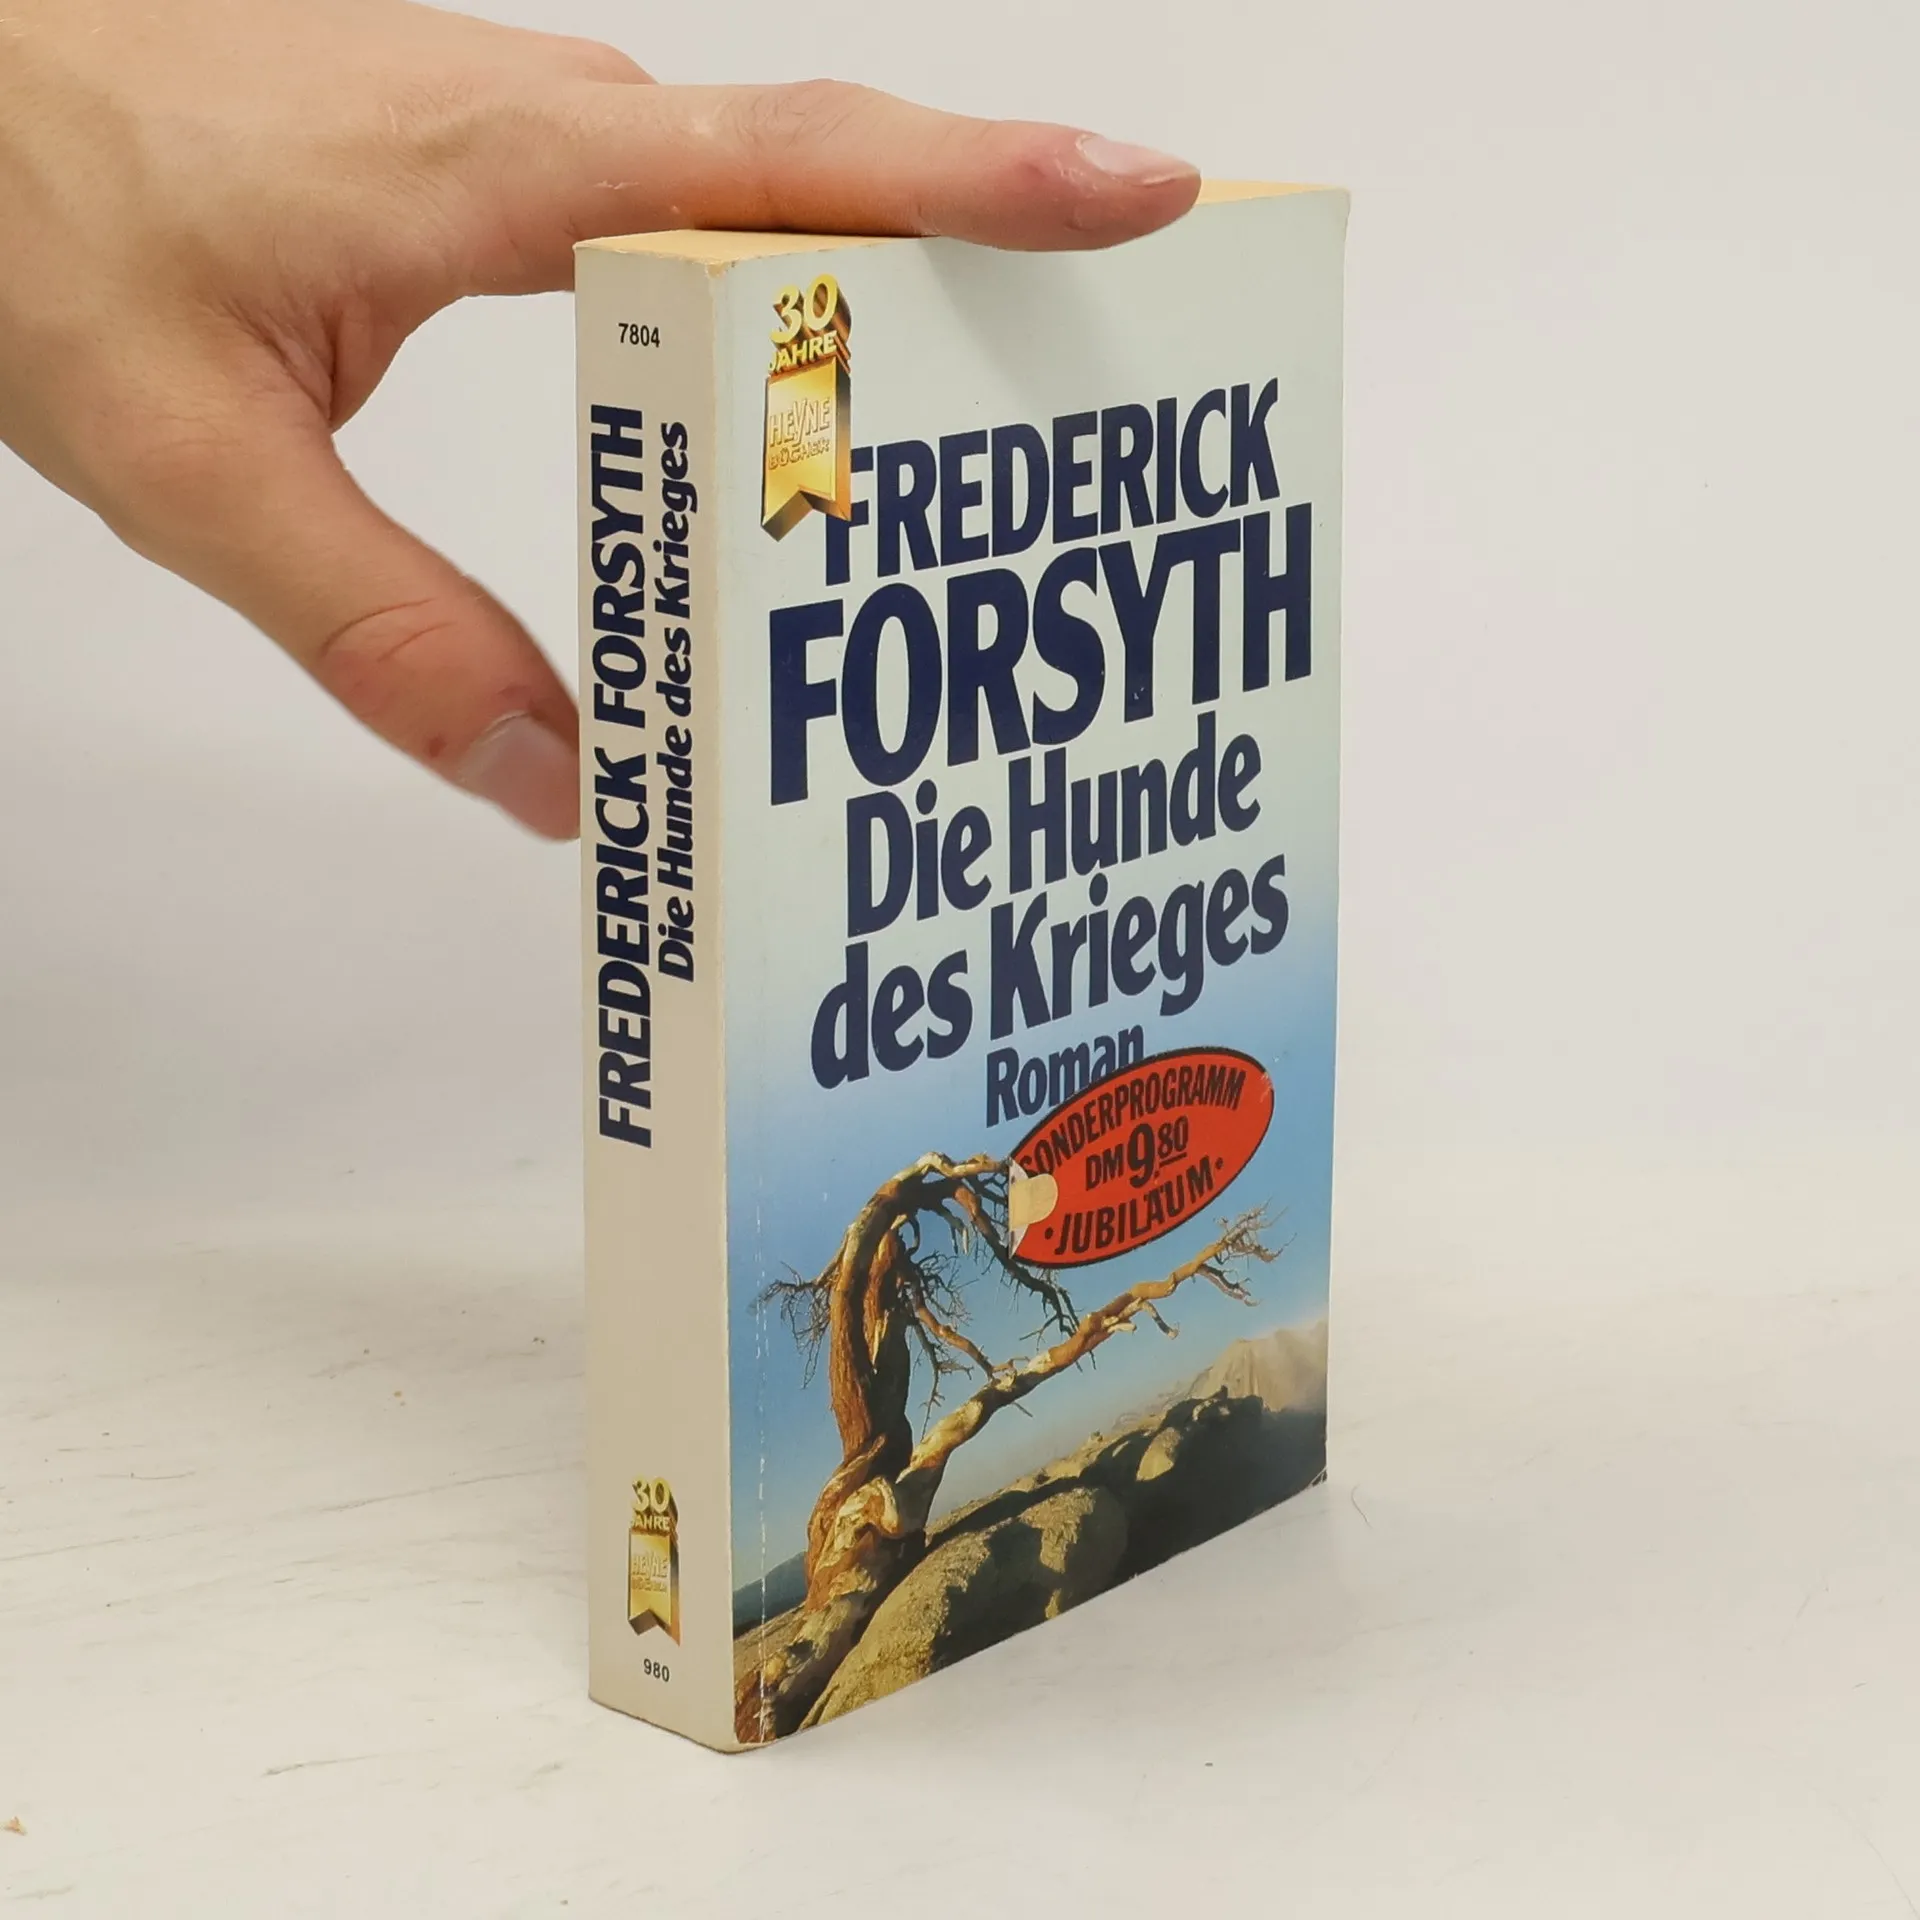 7804
FREDERICK FORSYTH
Die Hunde des Krieges
30
JAHRE
HEYNE
BÜCHER
980
30
JAHRE
HEYNE
BÜCHER
FREDERICK
FORSYTH
Die Hunde
des Krieges
Roman
SONDERPROGRAMM
DM 9.80
·JUBILÄUM·